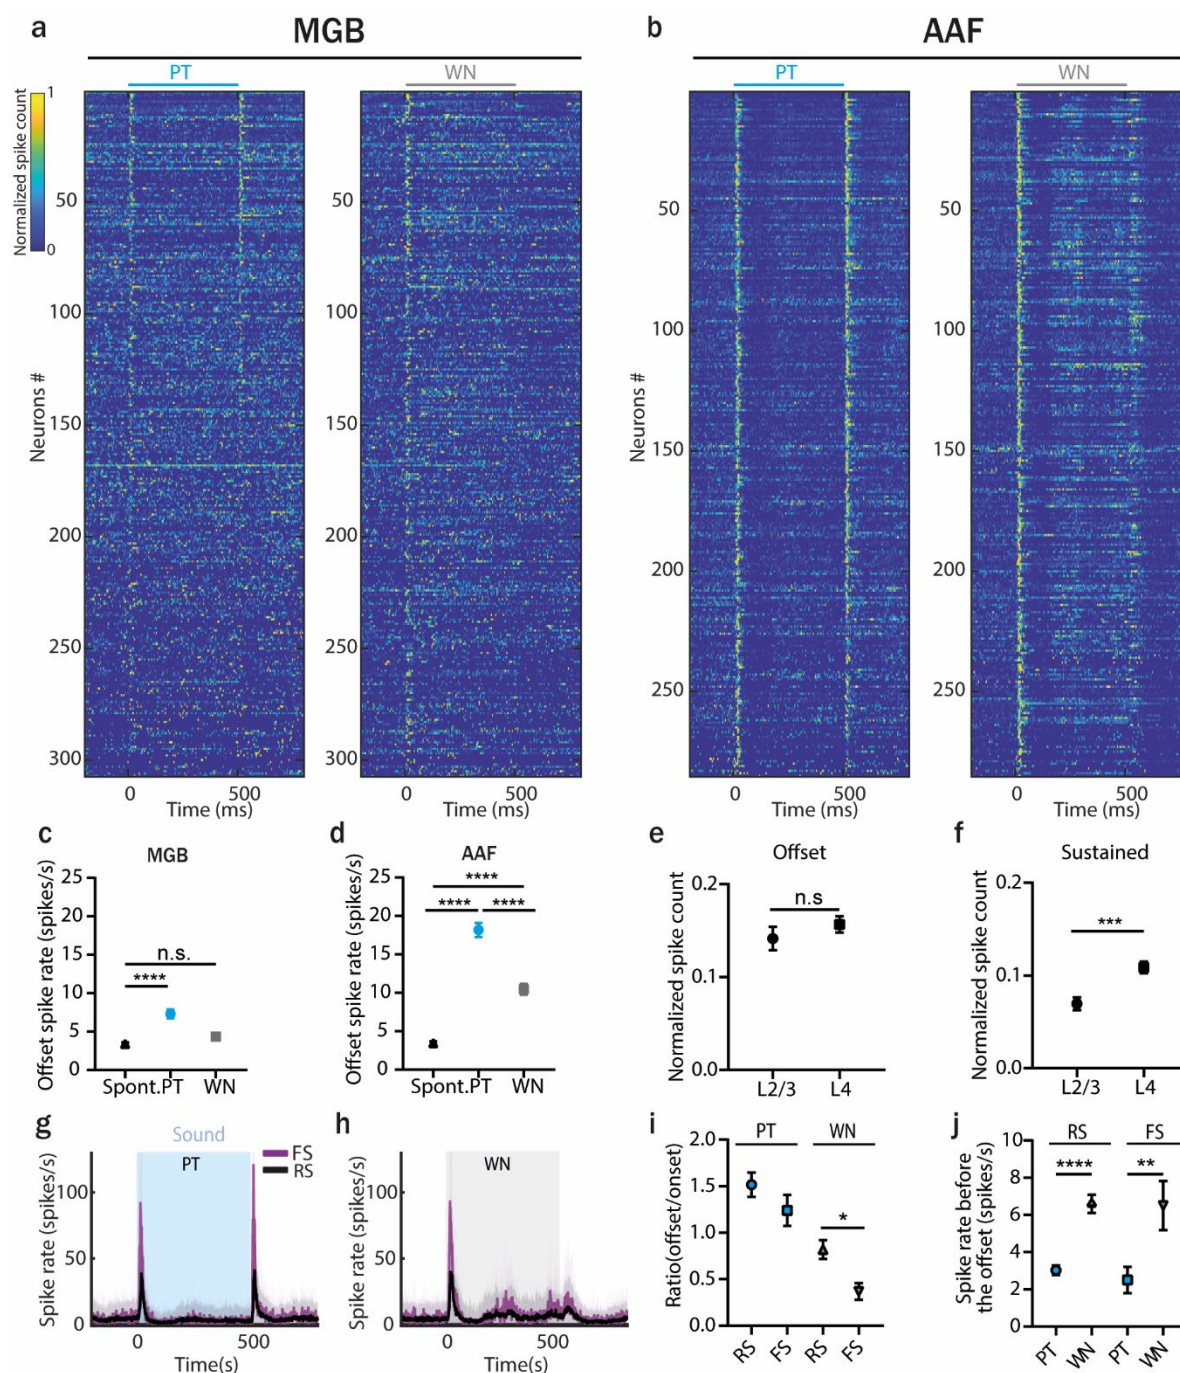 a
MGB
b
AAF
PT
WN
PT
WN
Normalized spike count
1
0
Neurons #
50
100
150
200
250
300
50
100
150
200
250
300
Neurons #
50
100
150
200
250
50
100
150
200
250
0
500
0
500
0
500
0
500
Time (ms)
Time (ms)
Time (ms)
Time (ms)
c
MGB
Offset spike rate (spikes/s)
25
20
15
10
5
0
n.s.
****
Spont.PT
WN
d
AAF
Offset spike rate (spikes/s)
25
20
15
10
5
0
****
**** ****
Spont.PT
WN
e
Offset
Normalized spike count
0.2
0.1
0.0
n.s
L2/3
L4
f
Sustained
Normalized spike count
0.2
0.1
0.0
***
L2/3
L4
g
Sound
PT
FS
RS
Spike rate (spikes/s)
100
50
0
0
500
Time(s)
h
WN
Spike rate (spikes/s)
100
50
0
0
500
Time(s)
i
PT
WN
Ratio(offset/onset)
2.0
1.5
1.0
0.5
0.0
*
RS
FS
RS
FS
j
RS
FS
Spike rate before
the offset (spikes/s)
8
6
4
2
0
****
**
PT
WN
PT
WN